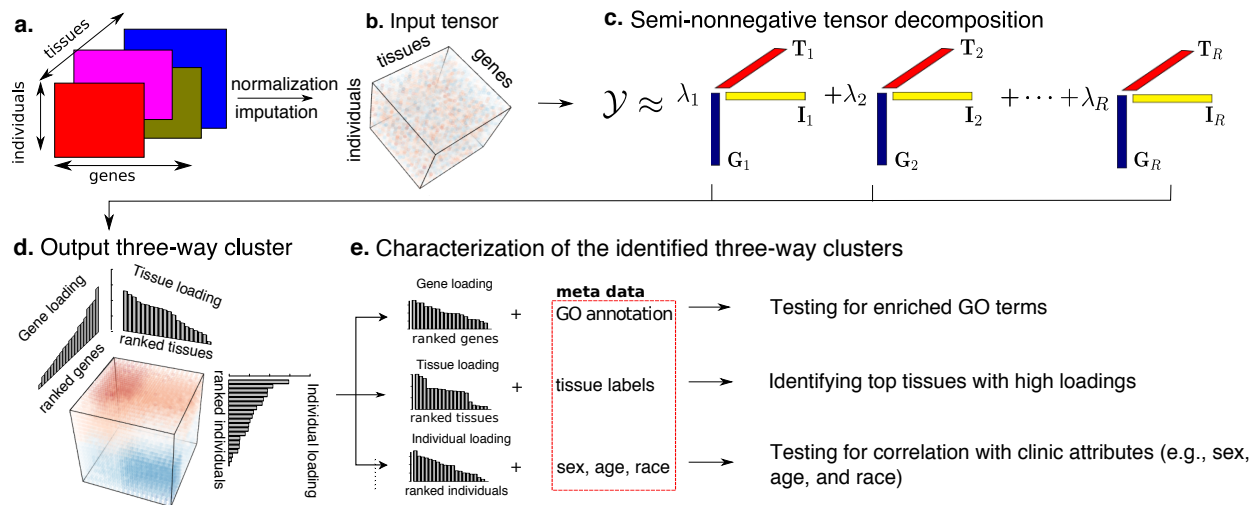 a.
tissues
individuals
genes
normalization
imputation
b. Input tensor
tissues
genes
individuals
c. Semi-nonnegative tensor decomposition
𝒴 ≈ λ1 T1 I1 G1
+λ2 T2 I2 G2
+ ⋯ +λR TR IR GR
d. Output three-way cluster
Gene loading
ranked genes
Tissue loading
ranked tissues
ranked individuals
Individual loading
e. Characterization of the identified three-way clusters
Gene loading
ranked genes
+
meta data
GO annotation
Testing for enriched GO terms
Tissue loading
ranked tissues
+
tissue labels
Identifying top tissues with high loadings
Individual loading
ranked individuals
+
sex, age, race
Testing for correlation with clinic attributes (e.g., sex,
age, and race)